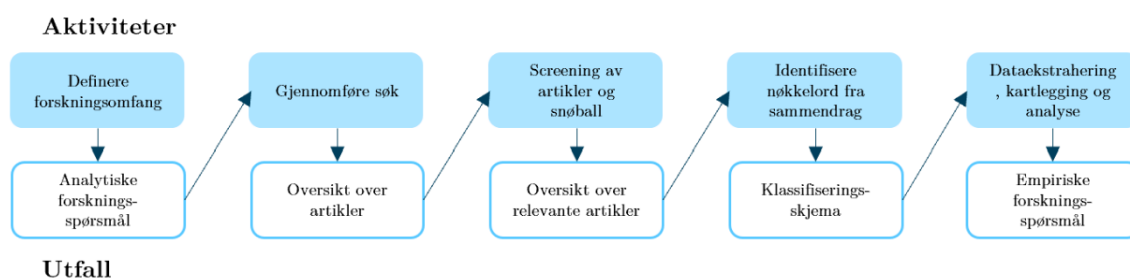 Aktiviteter
Definere
forskningsomfang
Gjennomføre søk
Screening av
artikler og
snøball
Identifisere
nøkkelord fra
sammendrag
Dataekstrahering
, kartlegging og
analyse
Analytiske
forsknings-
spørsmål
Oversikt over
artikler
Oversikt over
relevante artikler
Klassifiserings-
skjema
Empiriske
forsknings-
spørsmål
Utfall